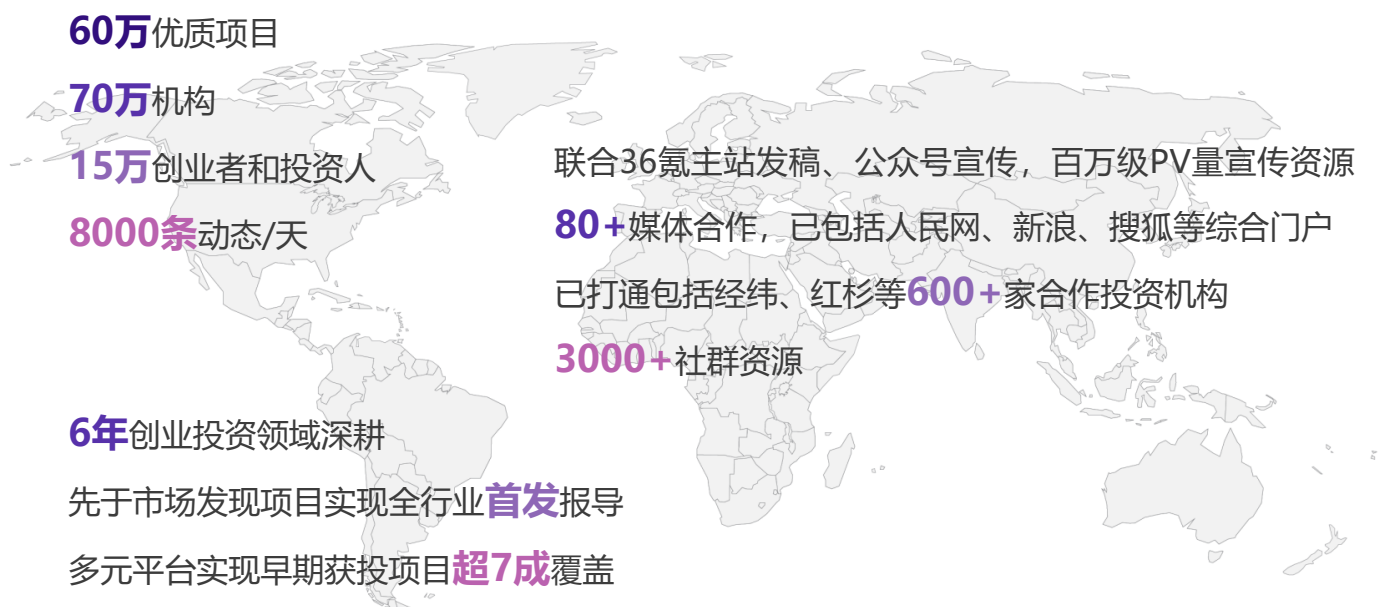 60万优质项目
70万机构
15万创业者和投资人
8000条动态/天
联合36氪主站发稿、公众号宣传，百万级PV量宣传资源
80+媒体合作，已包括人民网、新浪、搜狐等综合门户
已打通包括经纬、红杉等600+家合作投资机构
3000+社群资源
6年创业投资领域深耕
先于市场发现项目实现全行业首发报导
多元平台实现早期获投项目超7成覆盖